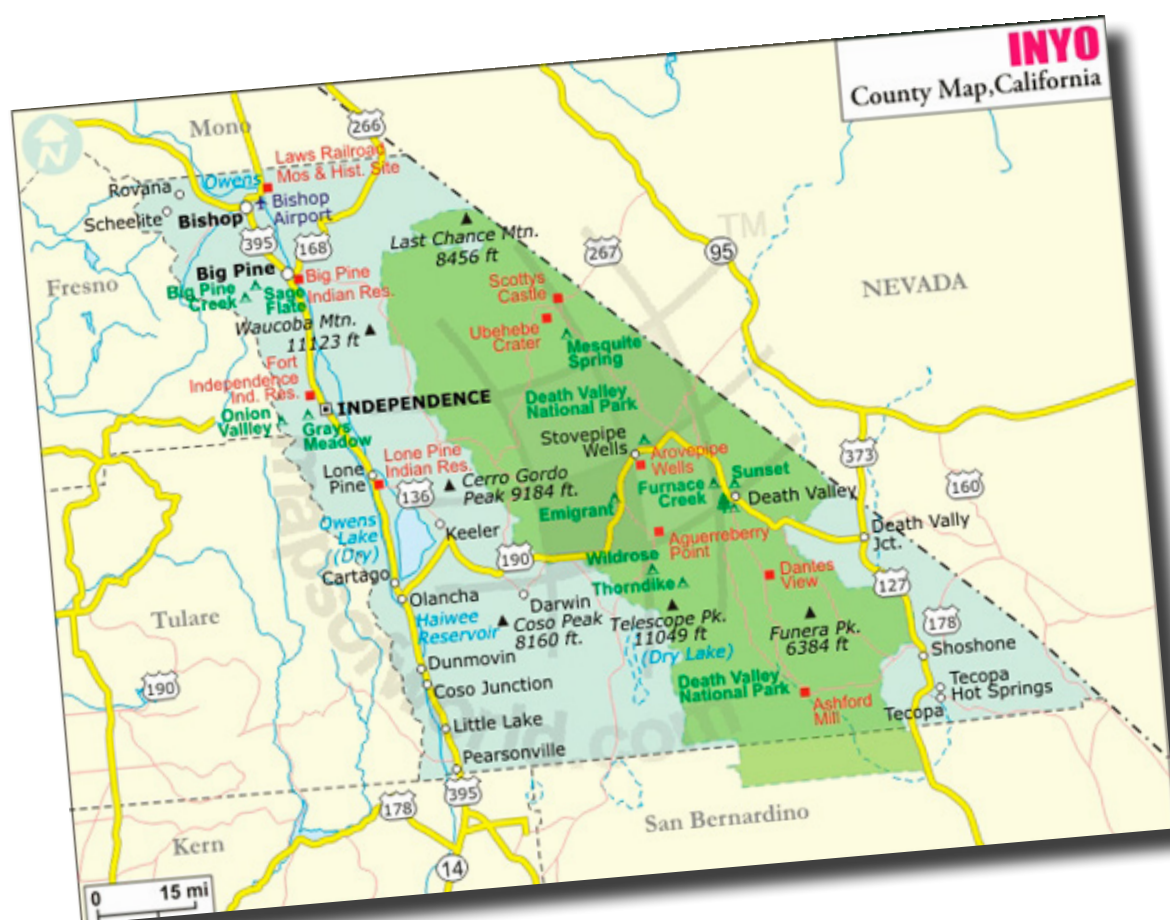 INYO
County Map,California
N
Mono
266
Laws Railroad
Mos & Hist. Site
Rovana
Owens
Scheelite
Bishop
Bishop
Airport
395
168
TM
Last Chance Mtn.
8456 ft
267
95
Fresno
Big Pine
Big Pine
Indian Res.
Big Pine
Creek
Sage
Flate
Scottys
Castle
NEVADA
Waucoba Mtn.
11123 ft
Ubehebe
Crater
Mesquite
Spring
Fort
Independence
Ind. Res.
INDEPENDENCE
Death Valley
National Park
Onion
Vallley
Grays
Meadow
Stovepipe
Wells
Arovepipe
Wells
373
Lone
Pine
Lone Pine
Indian Res.
136
Cerro Gordo
Peak 9184 ft.
Furnace
Creek
Sunset
160
Death Valley
Emigrant
Owens
Lake
((Dry)
Keeler
Death Vally
Jct.
Aguerreberry
Point
190
Wildrose
Cartago
Thorndike
Dantes
View
127
Olancha
Darwin
Tulare
Haiwee
Reservoir
Coso Peak
8160 ft.
Telescope Pk.
11049 ft
(Dry Lake)
Funera Pk.
6384 ft
178
Shoshone
Dunmovin
190
Coso Junction
Death Valley
National Park
Tecopa
Hot Springs
Ashford
Mill
Tecopa
Little Lake
Pearsonville
395
178
San Bernardino
Kern
14
0 15 mi
mapsofworld.com